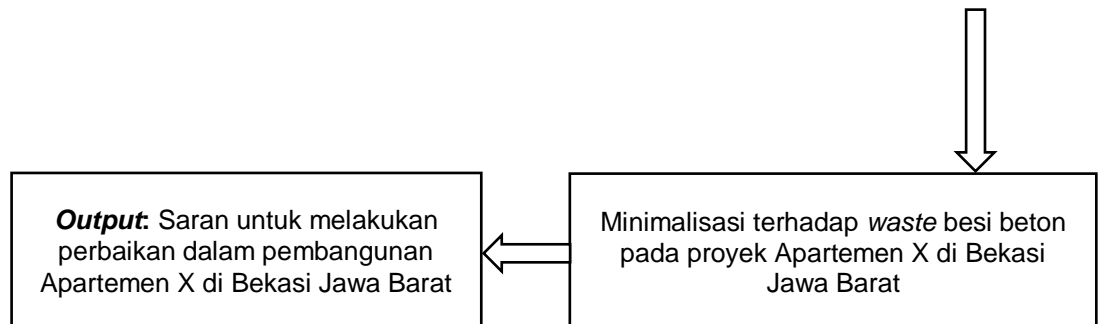 Output: Saran untuk melakukan
perbaikan dalam pembangunan
Apartemen X di Bekasi Jawa Barat
Minimalisasi terhadap waste besi beton
pada proyek Apartemen X di Bekasi
Jawa Barat